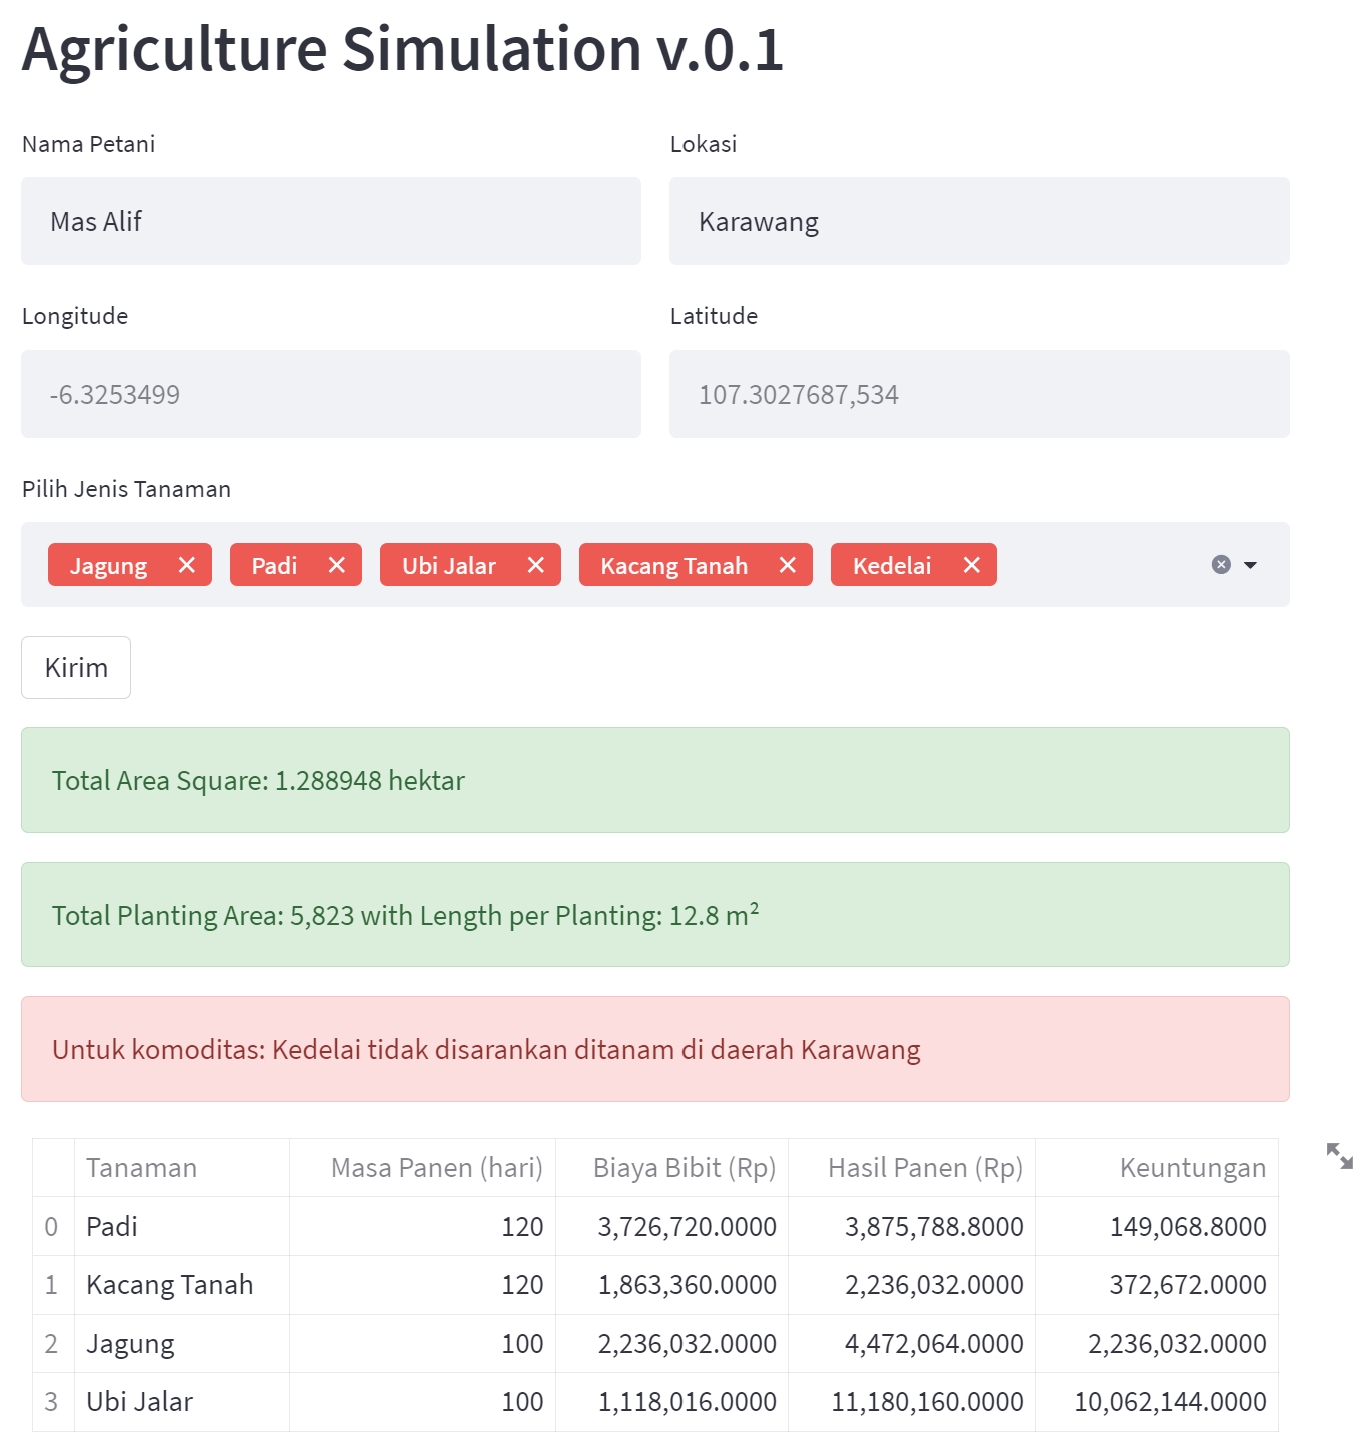 Agriculture Simulation v.0.1
Nama Petani
Lokasi
Mas Alif
Karawang
Longitude
Latitude
-6.3253499
107.3027687,534
Pilih Jenis Tanaman
Jagung Padi Ubi Jalar Kacang Tanah Kedelai
Kirim
Total Area Square: 1.288948 hektar
Total Planting Area: 5,823 with Length per Planting: 12.8 m²
Untuk komoditas: Kedelai tidak disarankan ditanam di daerah Karawang
Tanaman Masa Panen (hari) Biaya Bibit (Rp) Hasil Panen (Rp) Keuntungan
0 Padi 120 3,726,720.0000 3,875,788.8000 149,068.8000
1 Kacang Tanah 120 1,863,360.0000 2,236,032.0000 372,672.0000
2 Jagung 100 2,236,032.0000 4,472,064.0000 2,236,032.0000
3 Ubi Jalar 100 1,118,016.0000 11,180,160.0000 10,062,144.0000